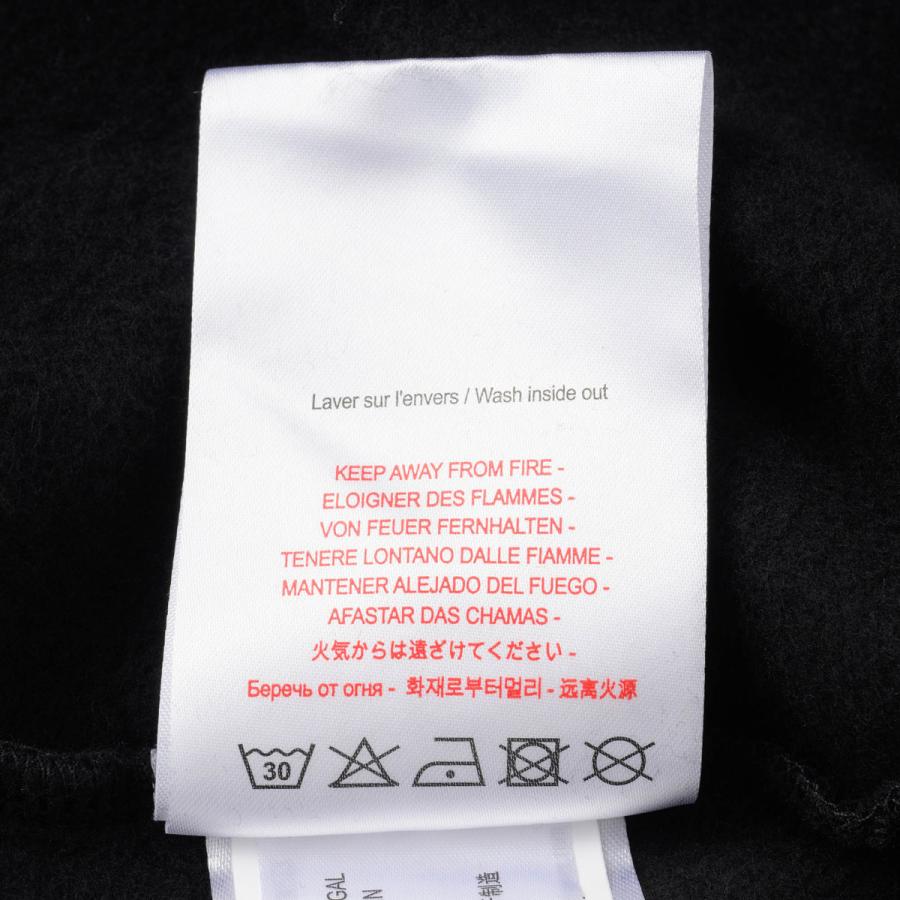 Laver sur l'envers / Wash inside out
KEEP AWAY FROM FIRE -
ELOIGNER DES FLAMMES -
VON FEUER FERNHALTEN -
TENERE LONTANO DALLE FIAMME -
MANTENER ALEJADO DEL FUEGO -
AFASTAR DAS CHAMAS -
火気からは遠ざけてください -
Беречь от огня - 화재로부터멀리 - 远离火源
30